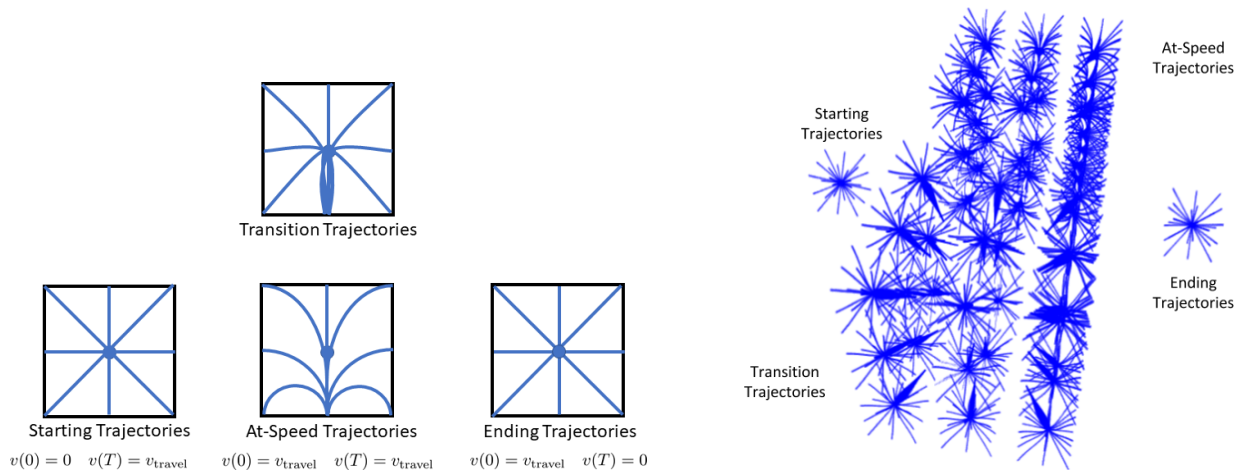 Transition Trajectories
Starting Trajectories
v(0) = 0 v(T) = v_travel
At-Speed Trajectories
v(0) = v_travel v(T) = v_travel
Ending Trajectories
v(0) = v_travel v(T) = 0
Starting
Trajectories
At-Speed
Trajectories
Transition
Trajectories
Ending
Trajectories